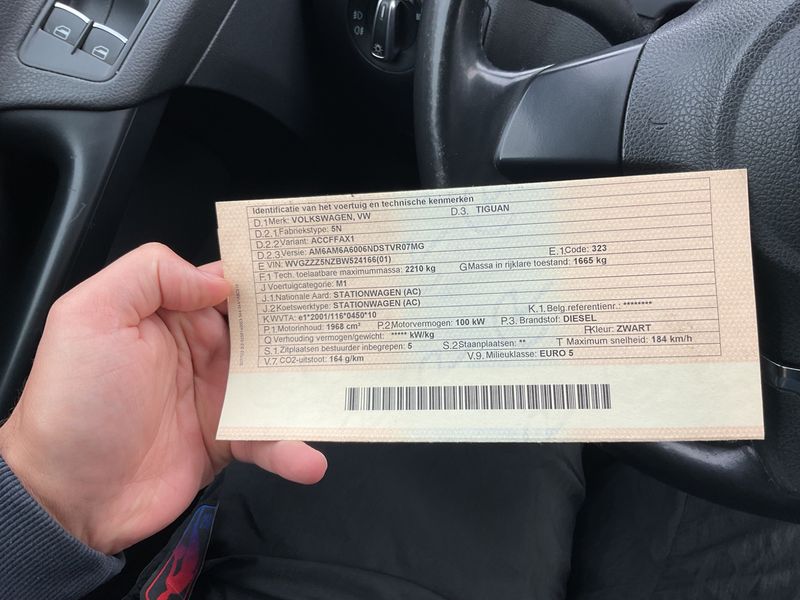 Identificatie van het voertuig en technische kenmerken
D.1 Merk: VOLKSWAGEN, VW D.3. TIGUAN
D.2.1 Fabriekstype: 5N
D.2.2 Variant: ACCFFAX1
D.2.3 Versie: AM6AM6A6006NDSTVR07MG
E VIN: WVGZZZ5NZBW524166(01) E.1 Code: 323
F.1 Tech. toelaatbare maximummassa: 2210 kg G Massa in rijklare toestand: 1665 kg
J Voertuigcategorie: M1
J.1 Nationale Aard: STATIONWAGEN (AC)
J.2 Koetswerktype: STATIONWAGEN (AC)
K WVTA: e1*2001/116*0450*10 K.1. Belg.referentienr.: ********
P.1 Motorinhoud: 1968 cm³ P.2 Motorvermogen: 100 kW P.3. Brandstof: DIESEL
Q Verhouding vermogen/gewicht: ***** kW/kg R Kleur: ZWART
S.1 Zitplaatsen bestuurder inbegrepen: 5 S.2 Staanplaatsen: ** T Maximum snelheid: 184 km/h
V.7. CO2-uitstoot: 164 g/km V.9. Milieuklasse: EURO 5